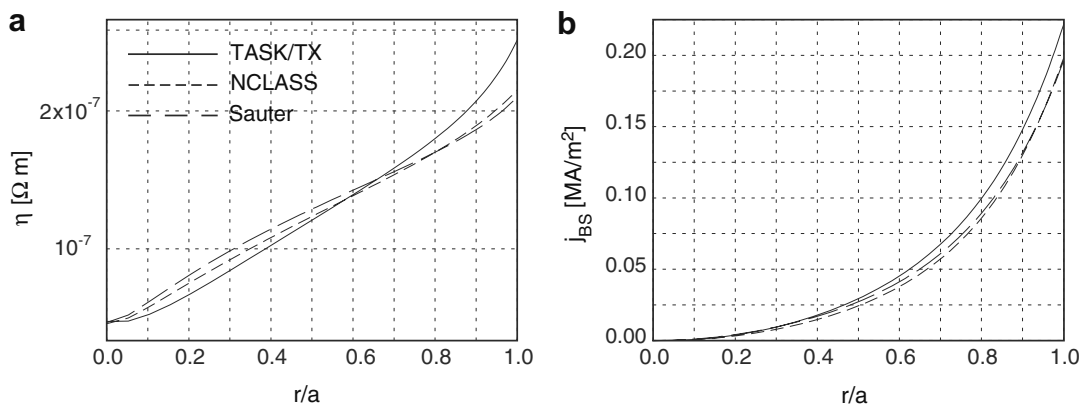 a
TASK/TX
NCLASS
Sauter
2x10-7
10-7
η [Ω m]
0.0 0.2 0.4 0.6 0.8 1.0
r/a
b
0.20
0.15
0.10
0.05
0.00
jBS [MA/m2]
0.0 0.2 0.4 0.6 0.8 1.0
r/a